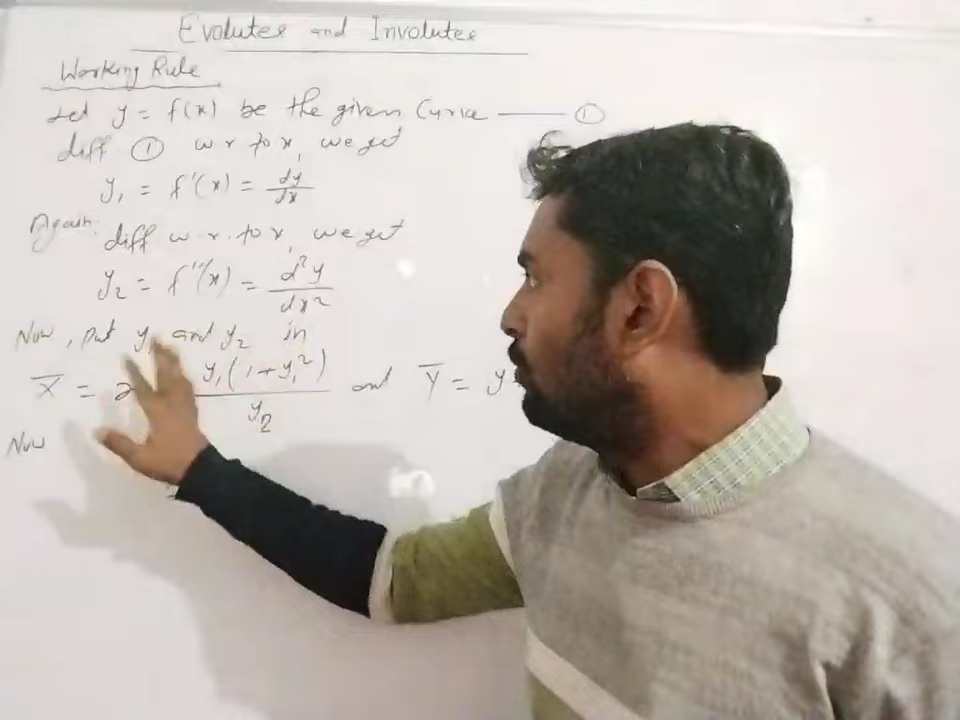 Evolutes and Involutes
Working Rule
Let y = f(x) be the given Curve —— ①
diff ① w r to x, we get
y₁ = f'(x) = dy/dx
Again, diff w.r. to x, we get
y₂ = f''(x) = d²y/dx²
Now, put y₁ and y₂ in
X̄ = y₁(1+y₁²)/y₂ and Ȳ = y
Now